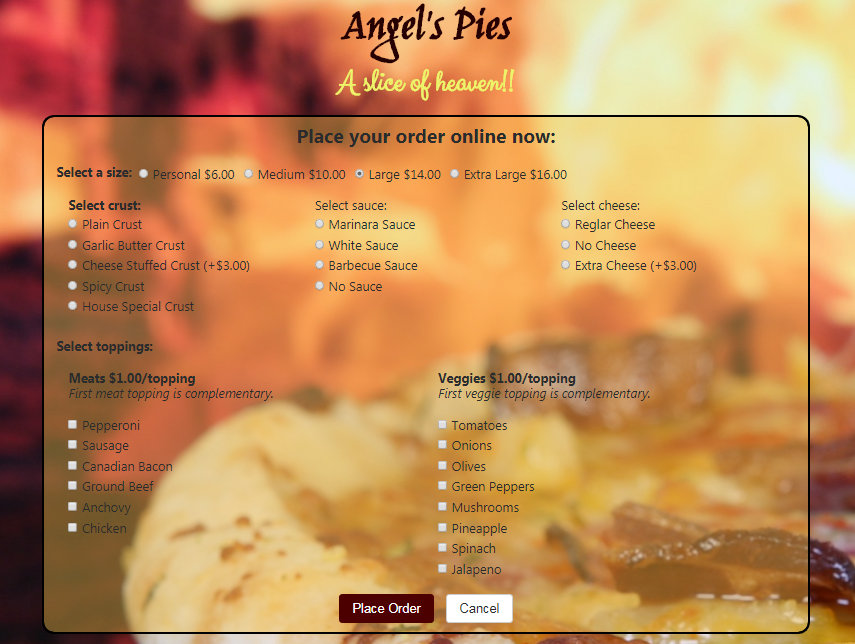 Angel's Pies
A slice of heaven!!
Place your order online now:
Select a size: Personal $6.00 Medium $10.00 Large $14.00 Extra Large $16.00
Select crust:
Plain Crust
Garlic Butter Crust
Cheese Stuffed Crust (+$3.00)
Spicy Crust
House Special Crust
Select sauce:
Marinara Sauce
White Sauce
Barbecue Sauce
No Sauce
Select cheese:
Reglar Cheese
No Cheese
Extra Cheese (+$3.00)
Select toppings:
Meats $1.00/topping
First meat topping is complementary.
Pepperoni
Sausage
Canadian Bacon
Ground Beef
Anchovy
Chicken
Veggies $1.00/topping
First veggie topping is complementary.
Tomatoes
Onions
Olives
Green Peppers
Mushrooms
Pineapple
Spinach
Jalapeno
Place Order Cancel